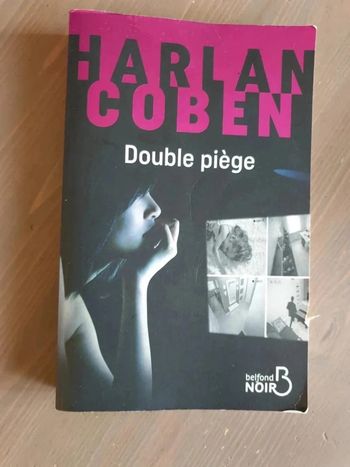 HARLAN
COBEN
Double piège
belfond
NOIR